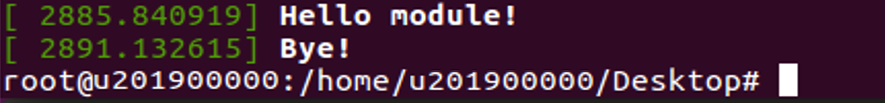 [ 2885.840919] Hello module!
[ 2891.132615] Bye!
root@u201900000:/home/u201900000/Desktop#